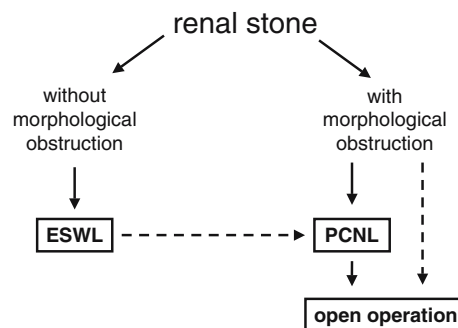 renal stone
without
morphological
obstruction
with
morphological
obstruction
ESWL
PCNL
open operation